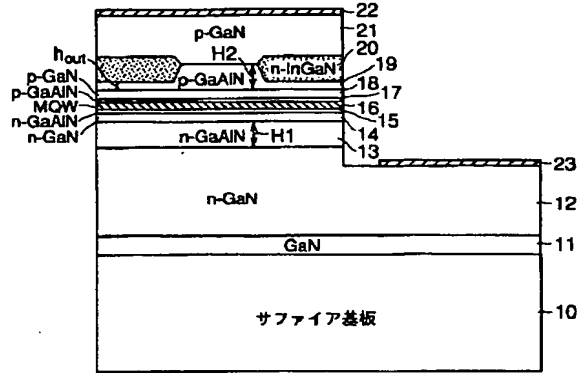 22
p-GaN
21
20
hout
H2
n-InGaN
19
p-GaN
p-GaAlN
18
p-GaAlN
17
MQW
16
15
n-GaAlN
14
n-GaN
n-GaAlN
H1
13
23
n-GaN
12
GaN
11
サファイア基板
10